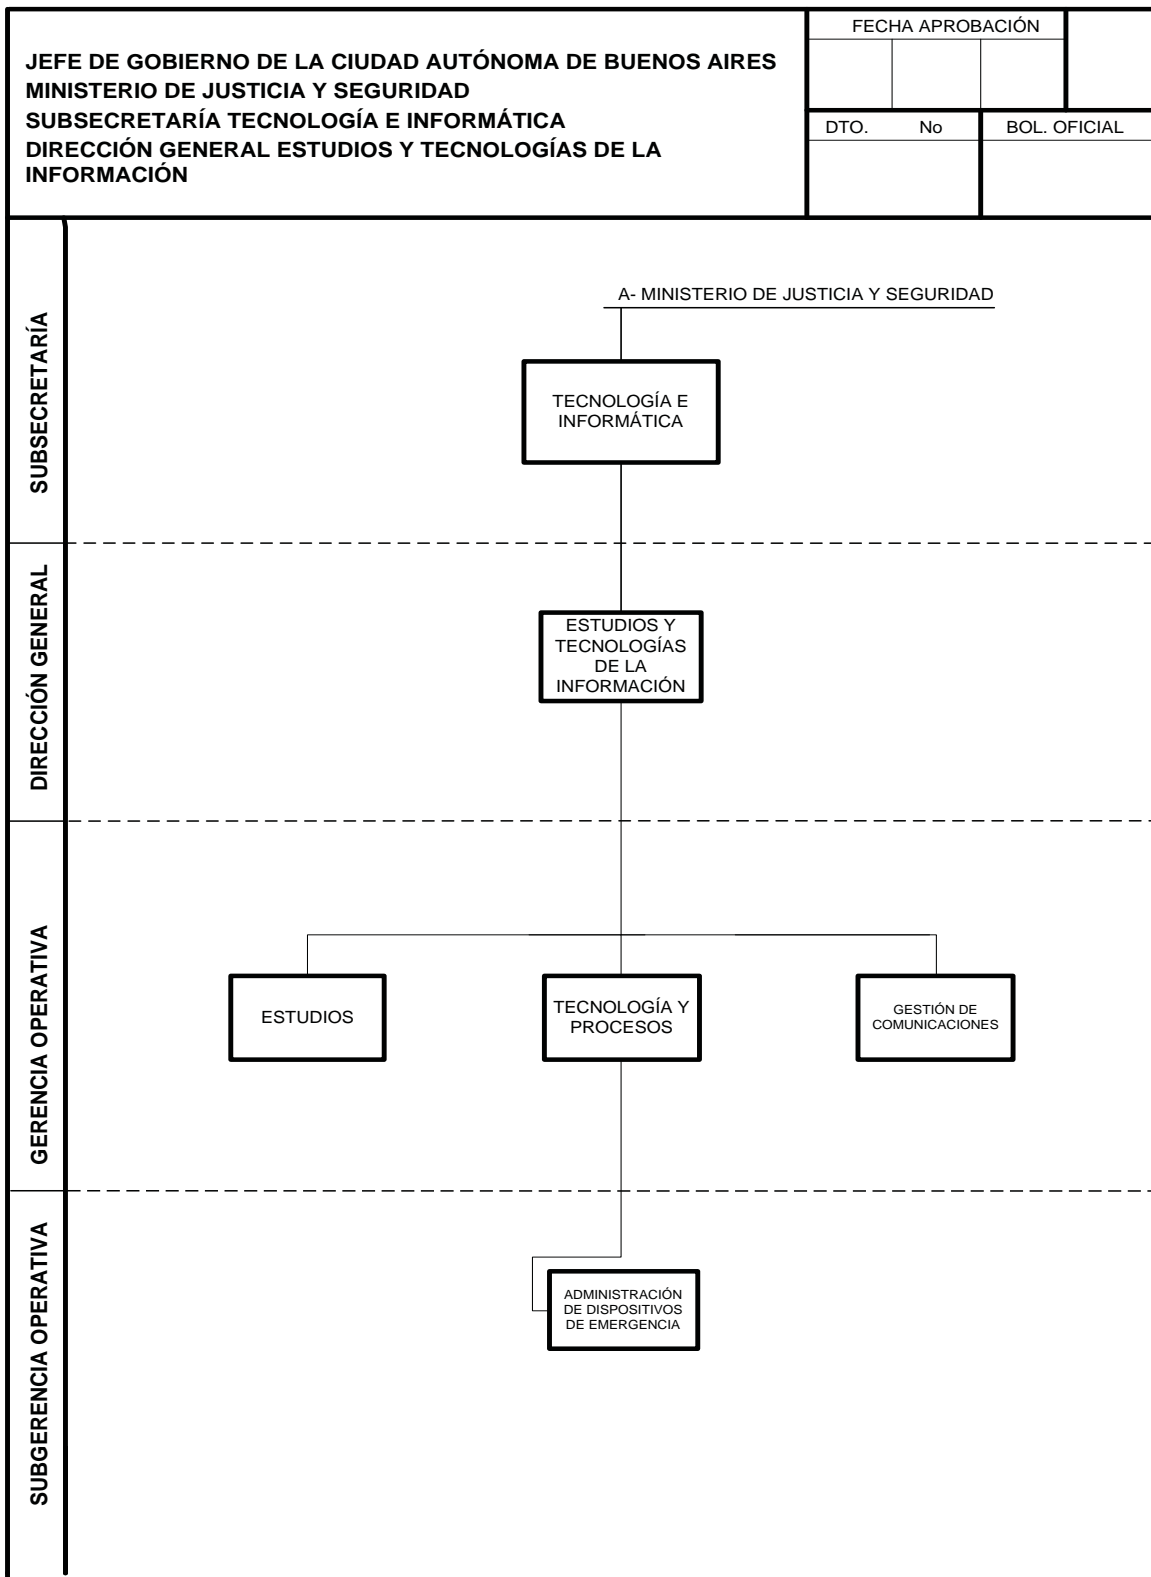 JEFE DE GOBIERNO DE LA CIUDAD AUTÓNOMA DE BUENOS AIRES
MINISTERIO DE JUSTICIA Y SEGURIDAD
SUBSECRETARÍA TECNOLOGÍA E INFORMÁTICA
DIRECCIÓN GENERAL ESTUDIOS Y TECNOLOGÍAS DE LA
INFORMACIÓN
FECHA APROBACIÓN
DTO. No
BOL. OFICIAL
SUBSECRETARÍA
A- MINISTERIO DE JUSTICIA Y SEGURIDAD
TECNOLOGÍA E
INFORMÁTICA
DIRECCIÓN GENERAL
ESTUDIOS Y
TECNOLOGÍAS
DE LA
INFORMACIÓN
GERENCIA OPERATIVA
ESTUDIOS
TECNOLOGÍA Y
PROCESOS
GESTIÓN DE
COMUNICACIONES
SUBGERENCIA OPERATIVA
ADMINISTRACIÓN
DE DISPOSITIVOS
DE EMERGENCIA